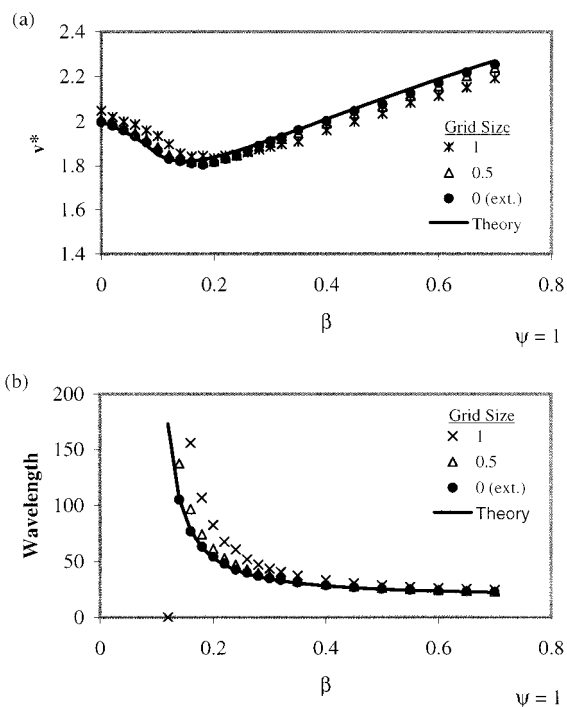 (a)
2.4
2.2
2
1.8
1.6
1.4
v*
Grid Size
1
0.5
0 (ext.)
Theory
0 0.2 0.4 0.6 0.8
β
ψ = 1
(b)
200
150
100
50
0
Wavelength
Grid Size
1
0.5
0 (ext.)
Theory
0 0.2 0.4 0.6 0.8
β
ψ = 1